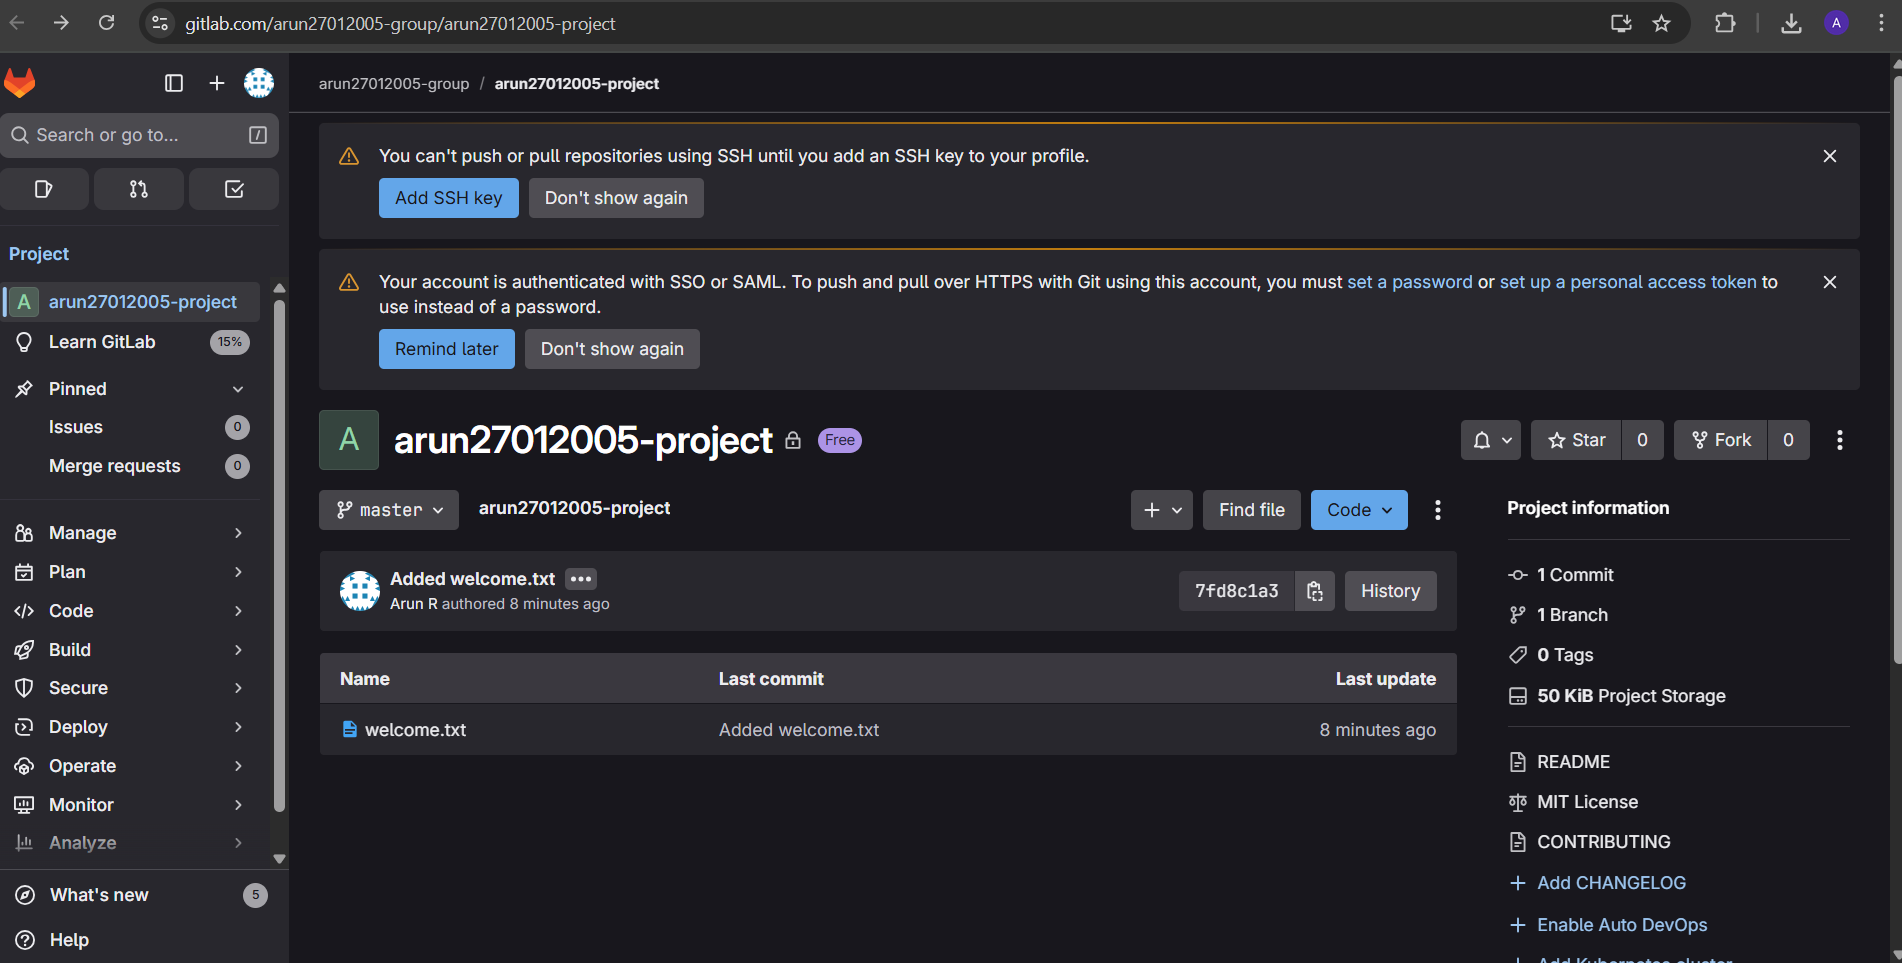 gitlab.com/arun27012005-group/arun27012005-project
A
Search or go to...
/
Project
A arun27012005-project
Learn GitLab 15%
Pinned
Issues 0
Merge requests 0
Manage
Plan
Code
Build
Secure
Deploy
Operate
Monitor
Analyze
What's new 5
Help
arun27012005-group / arun27012005-project
You can't push or pull repositories using SSH until you add an SSH key to your profile.
Add SSH key Don't show again
Your account is authenticated with SSO or SAML. To push and pull over HTTPS with Git using this account, you must set a password or set up a personal access token to
use instead of a password.
Remind later Don't show again
A arun27012005-project Free
Star 0 Fork 0
master arun27012005-project
Find file Code
Added welcome.txt
Arun R authored 8 minutes ago
7fd8c1a3 History
Name Last commit Last update
welcome.txt Added welcome.txt 8 minutes ago
Project information
1 Commit
1 Branch
0 Tags
50 KiB Project Storage
README
MIT License
CONTRIBUTING
Add CHANGELOG
Enable Auto DevOps
Add Kubernetes cluster